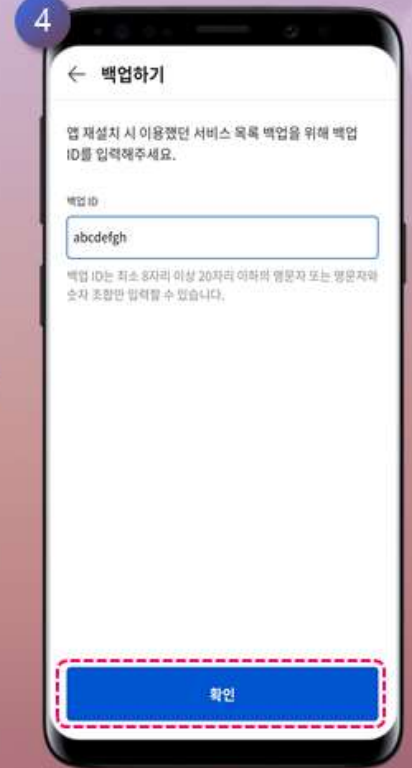 4
← 백업하기
앱 재설치 시 이용했던 서비스 목록 백업을 위해 백업
ID를 입력해주세요.
백업 ID
abcdefgh
백업 ID는 최소 8자리 이상 20자리 이하의 영문자 또는 영문자와
숫자 조합만 입력할 수 있습니다.
확인